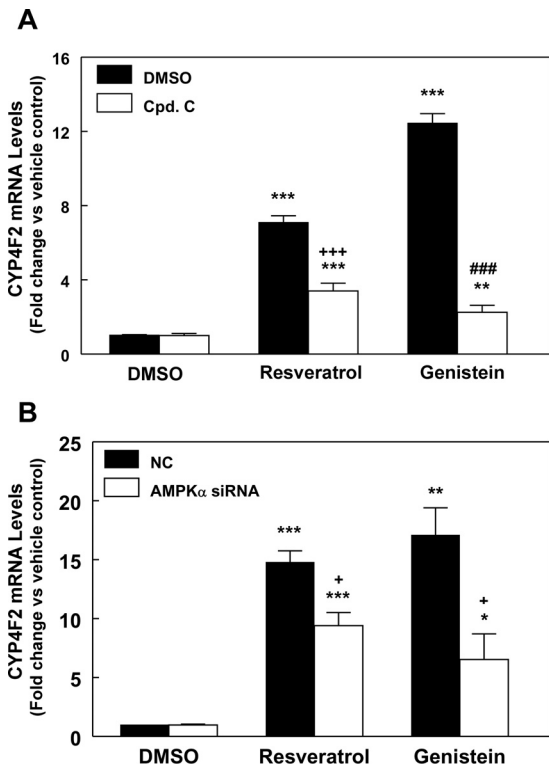 A
CYP4F2 mRNA Levels
(Fold change vs vehicle control)
16
12
8
4
0
DMSO
Cpd. C
***
+++
***
***
###
**
DMSO
Resveratrol
Genistein
B
CYP4F2 mRNA Levels
(Fold change vs vehicle control)
25
20
15
10
5
0
NC
AMPKα siRNA
***
+
***
**
+
*
DMSO
Resveratrol
Genistein